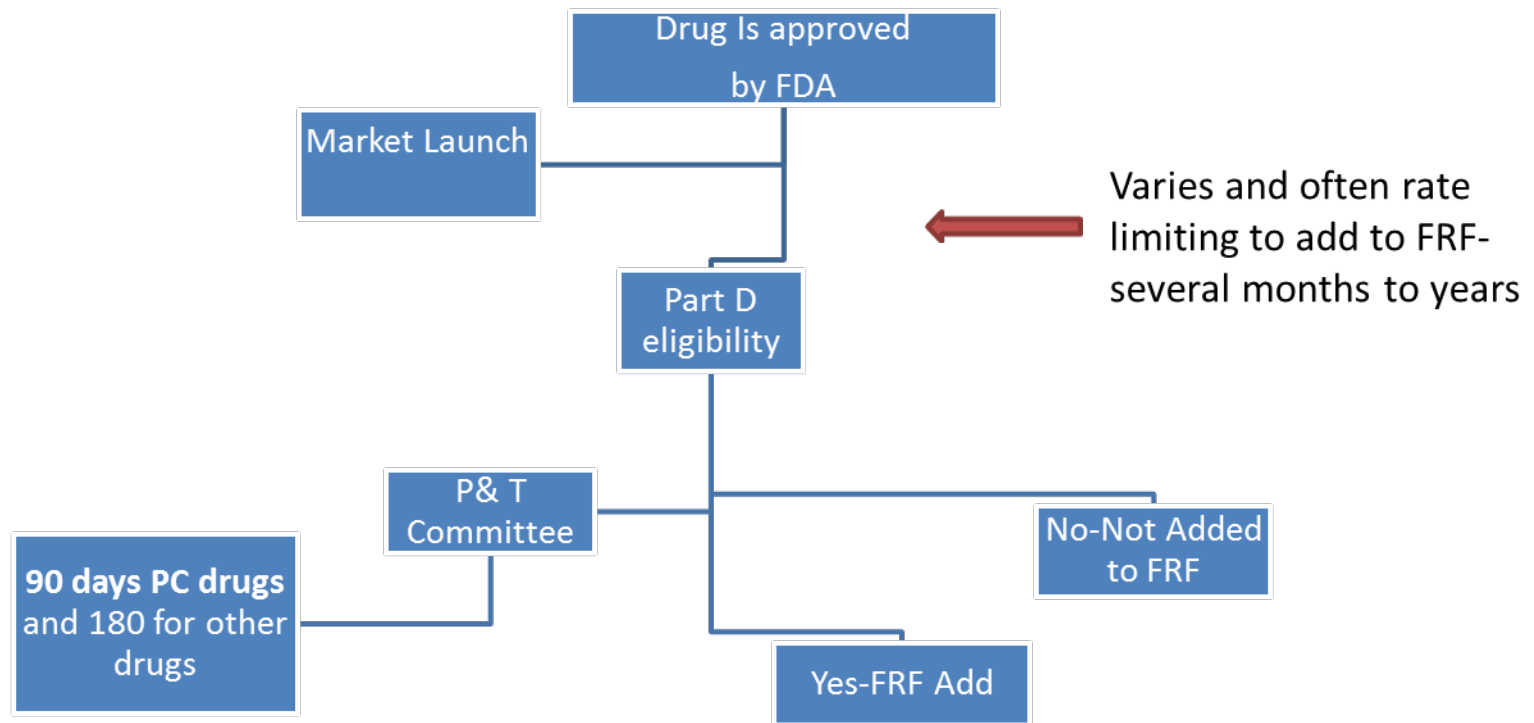 Drug Is approved
by FDA
Market Launch
Varies and often rate
limiting to add to FRF-
several months to years
Part D
eligibility
P& T
Committee
No-Not Added
to FRF
90 days PC drugs
and 180 for other
drugs
Yes-FRF Add